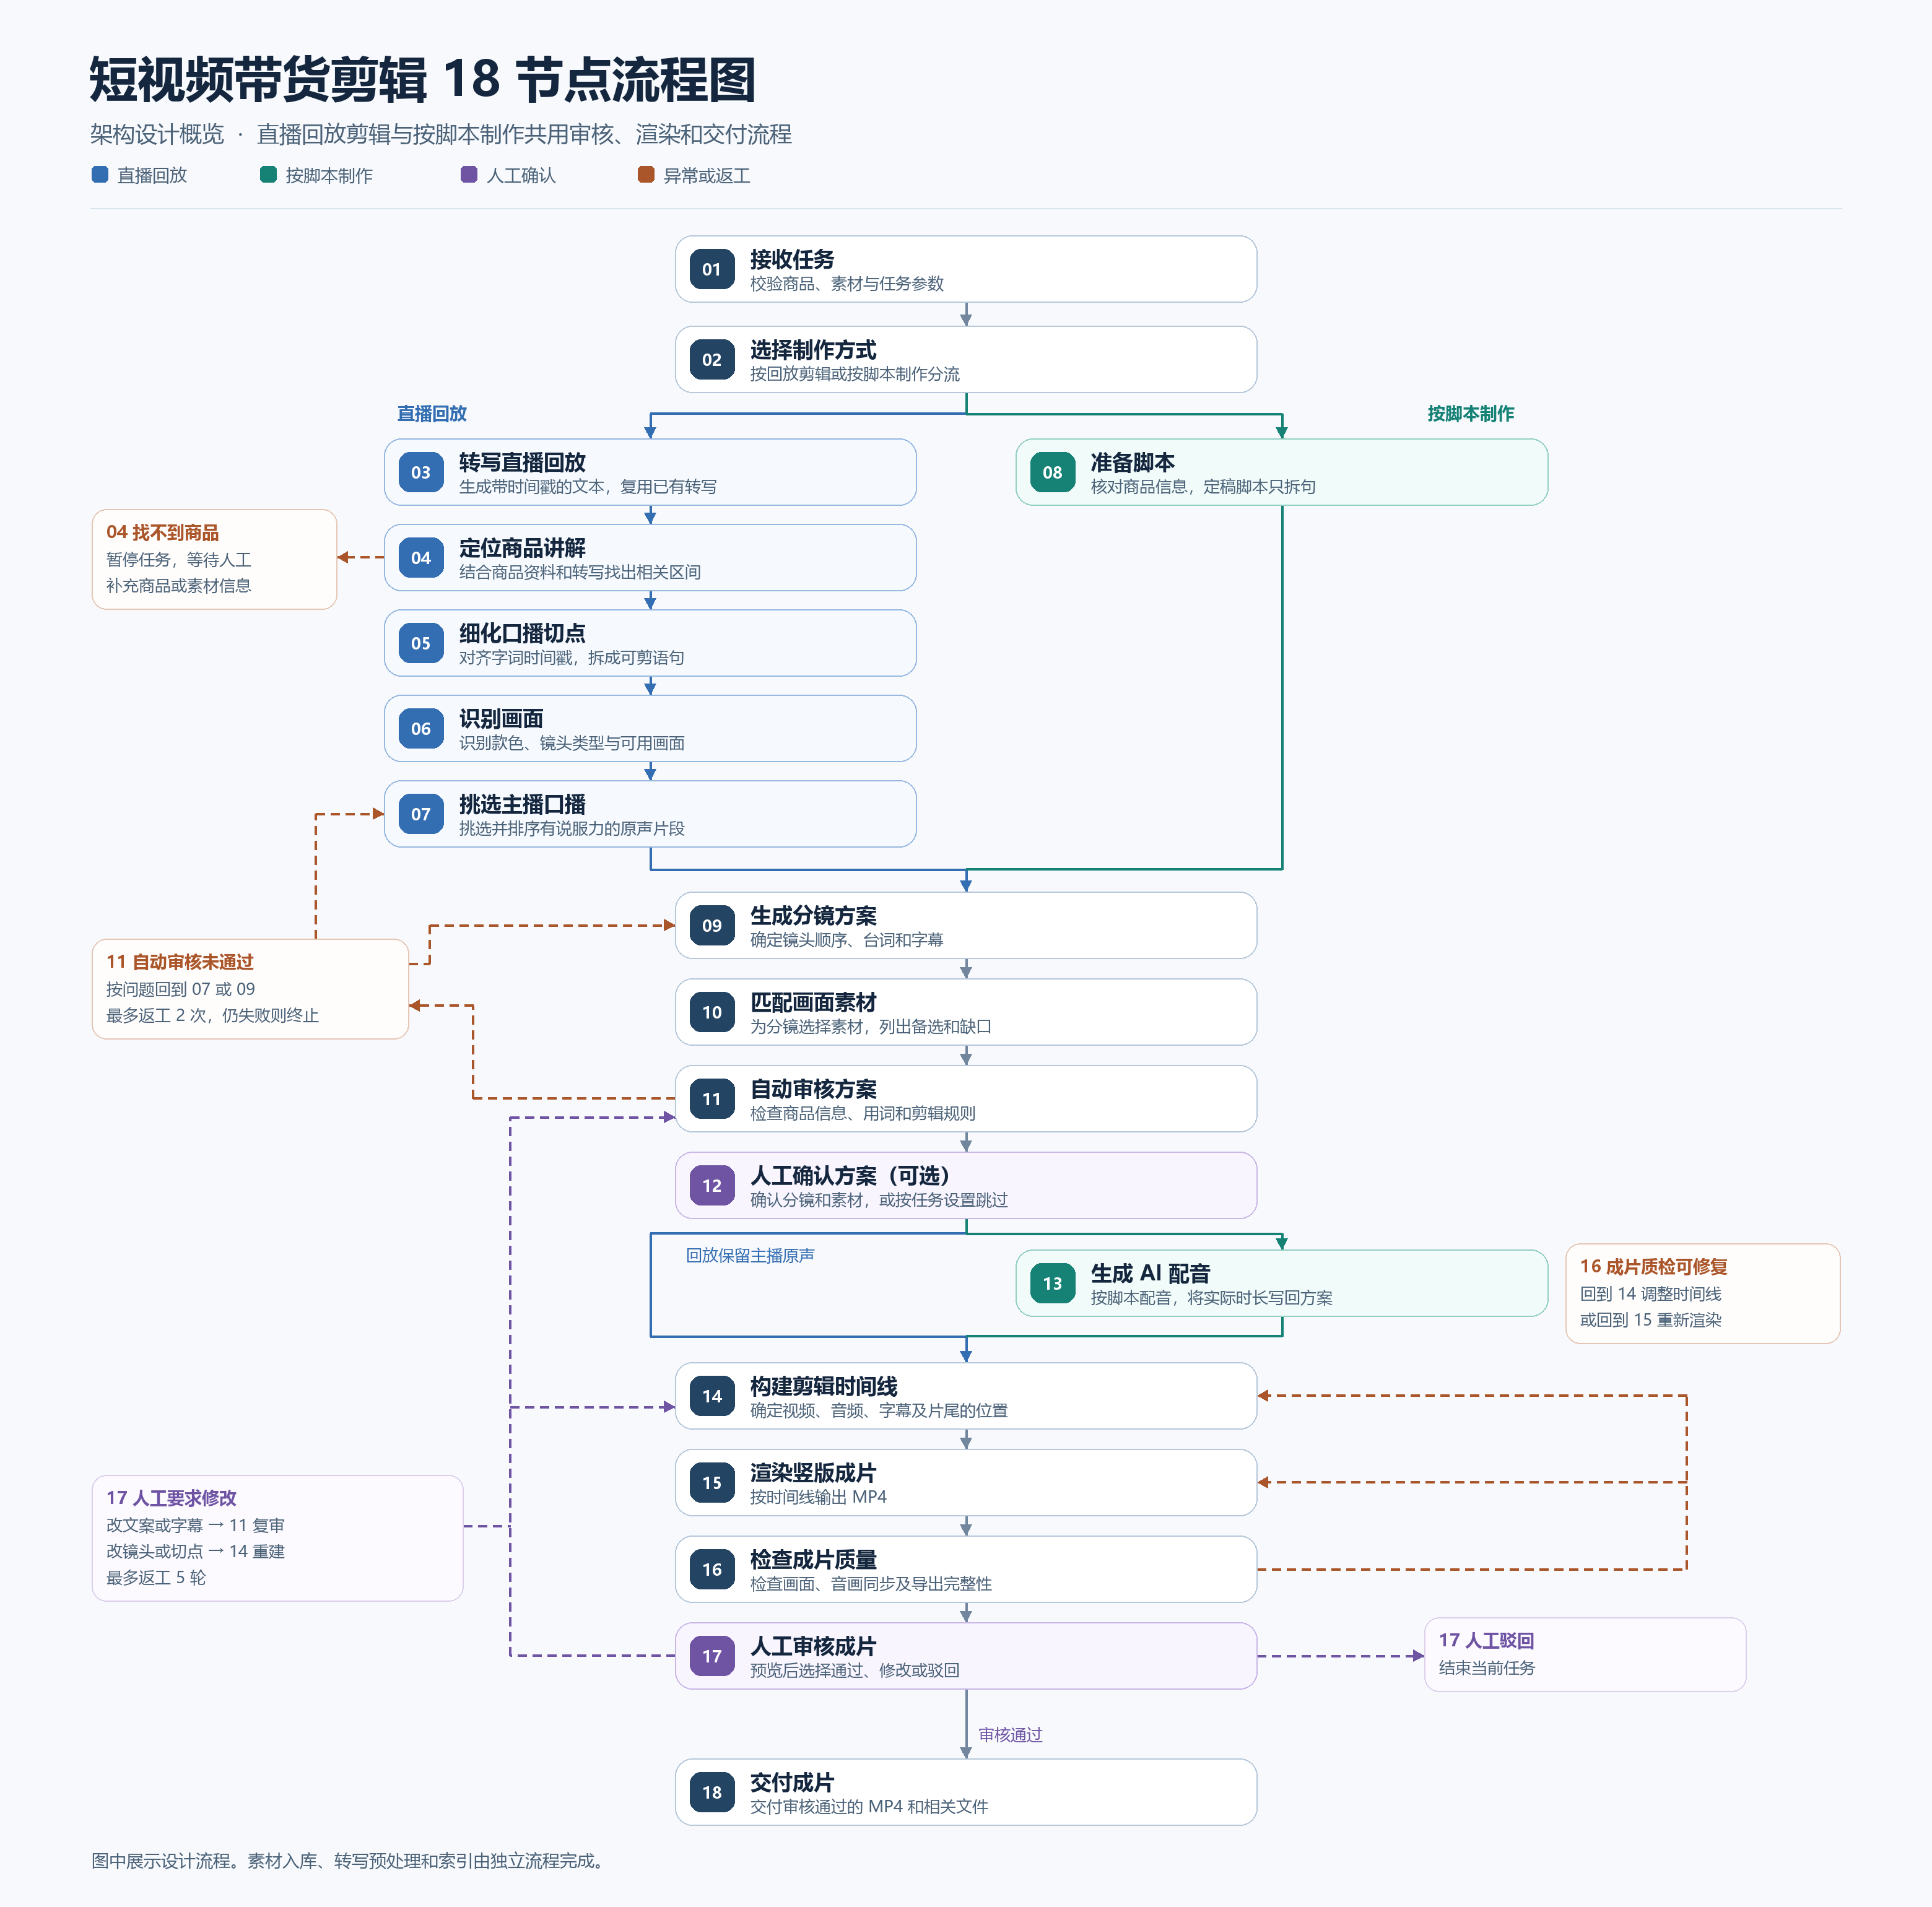 短视频带货剪辑 18 节点流程图
架构设计概览 · 直播回放剪辑与按脚本制作共用审核、渲染和交付流程
直播回放
按脚本制作
人工确认
异常或返工
01
接收任务
校验商品、素材与任务参数
02
选择制作方式
按回放剪辑或按脚本制作分流
直播回放
按脚本制作
03
转写直播回放
生成带时间戳的文本，复用已有转写
08
准备脚本
核对商品信息，定稿脚本只拆句
04 找不到商品
暂停任务，等待人工
补充商品或素材信息
04
定位商品讲解
结合商品资料和转写找出相关区间
05
细化口播切点
对齐字词时间戳，拆成可剪语句
06
识别画面
识别款色、镜头类型与可用画面
07
挑选主播口播
挑选并排序有说服力的原声片段
09
生成分镜方案
确定镜头顺序、台词和字幕
11 自动审核未通过
按问题回到 07 或 09
最多返工 2 次，仍失败则终止
10
匹配画面素材
为分镜选择素材，列出备选和缺口
11
自动审核方案
检查商品信息、用词和剪辑规则
12
人工确认方案（可选）
确认分镜和素材，或按任务设置跳过
回放保留主播原声
13
生成 AI 配音
按脚本配音，将实际时长写回方案
16 成片质检可修复
回到 14 调整时间线
或回到 15 重新渲染
14
构建剪辑时间线
确定视频、音频、字幕及片尾的位置
15
渲染竖版成片
按时间线输出 MP4
17 人工要求修改
改文案或字幕 → 11 复审
改镜头或切点 → 14 重建
最多返工 5 轮
16
检查成片质量
检查画面、音画同步及导出完整性
17
人工审核成片
预览后选择通过、修改或驳回
17 人工驳回
结束当前任务
审核通过
18
交付成片
交付审核通过的 MP4 和相关文件
图中展示设计流程。素材入库、转写预处理和索引由独立流程完成。